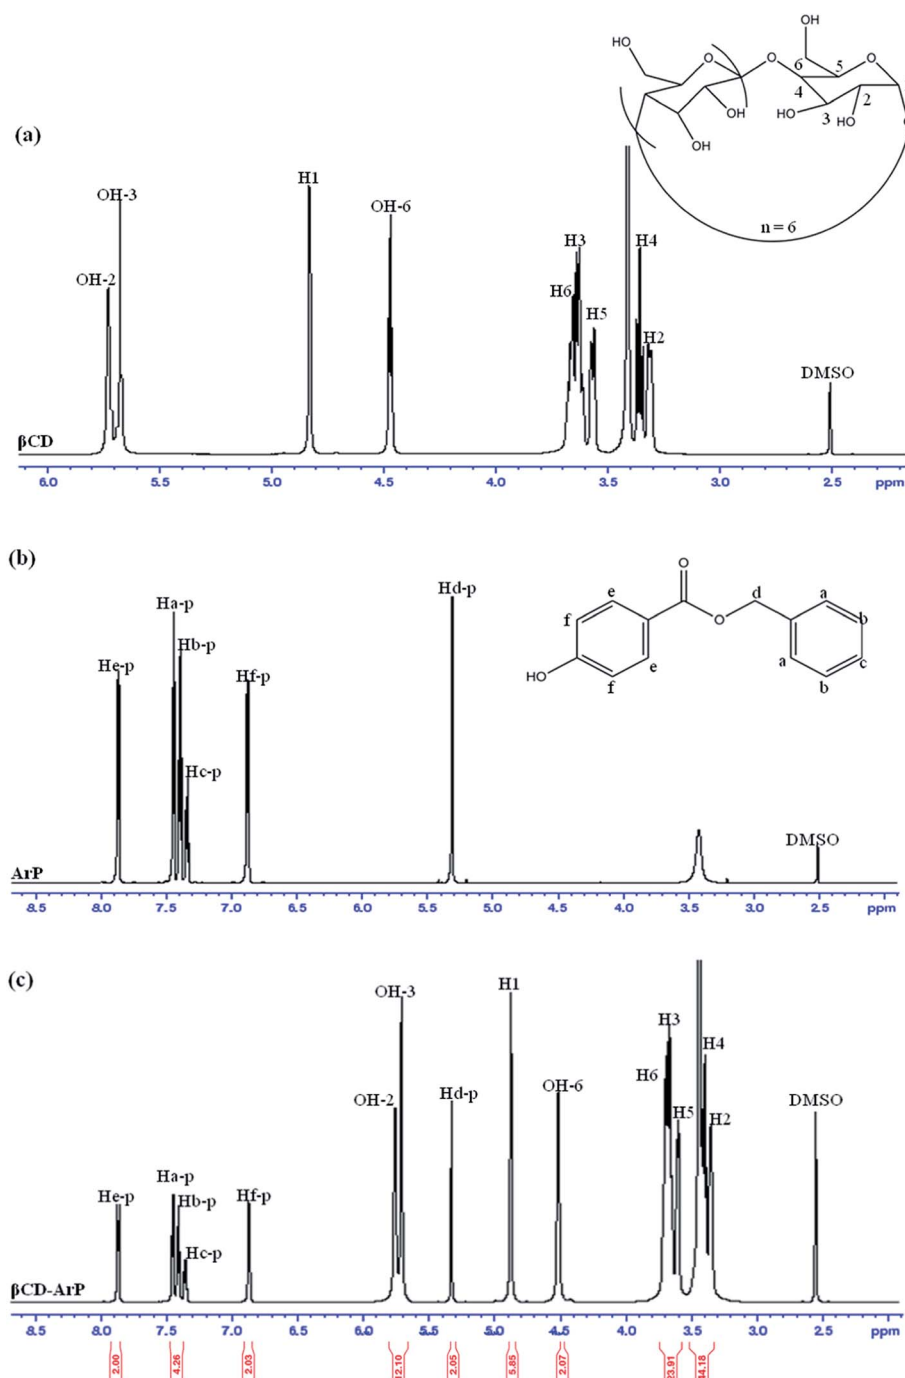 HO
OH
6
O
O
5
O
4
OH
HO
3
HO
2
OH
n = 6
(a)
OH-3
OH-2
H1
OH-6
H3
H6
H5
H4
H2
DMSO
βCD
6.0 5.5 5.0 4.5 4.0 3.5 3.0 2.5 ppm
(b)
Ha-p
Hb-p
He-p
Hc-p
Hf-p
Hd-p
O
e
d
a
f
O
b
a
c
e
HO
f
b
DMSO
ArP
8.5 8.0 7.5 7.0 6.5 6.0 5.5 5.0 4.5 4.0 3.5 3.0 2.5 ppm
(c)
OH-3
H1
H3
H4
H6
OH-2
Hd-p
OH-6
H5
H2
DMSO
Ha-p
He-p
Hb-p
Hf-p
Hc-p
βCD-ArP
8.5 8.0 7.5 7.0 6.5 6.0 5.5 5.0 4.5 4.0 3.5 3.0 2.5 ppm
2.00 4.26 2.03 2.05 5.85 2.07 23.91